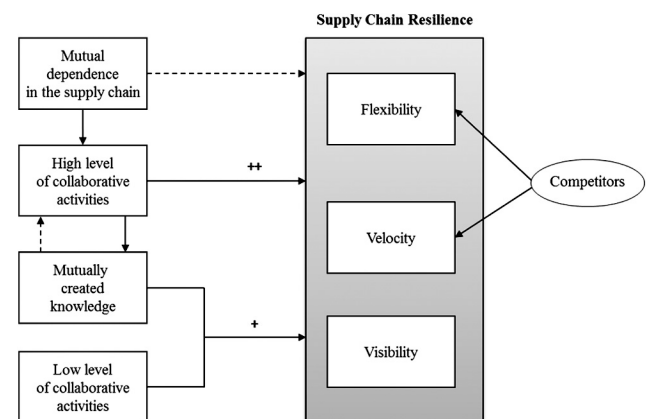 Supply Chain Resilience
Mutual
dependence
in the supply chain
Flexibility
High level
of collaborative
activities
++
Competitors
Velocity
Mutually
created
knowledge
+
Visibility
Low level
of collaborative
activities